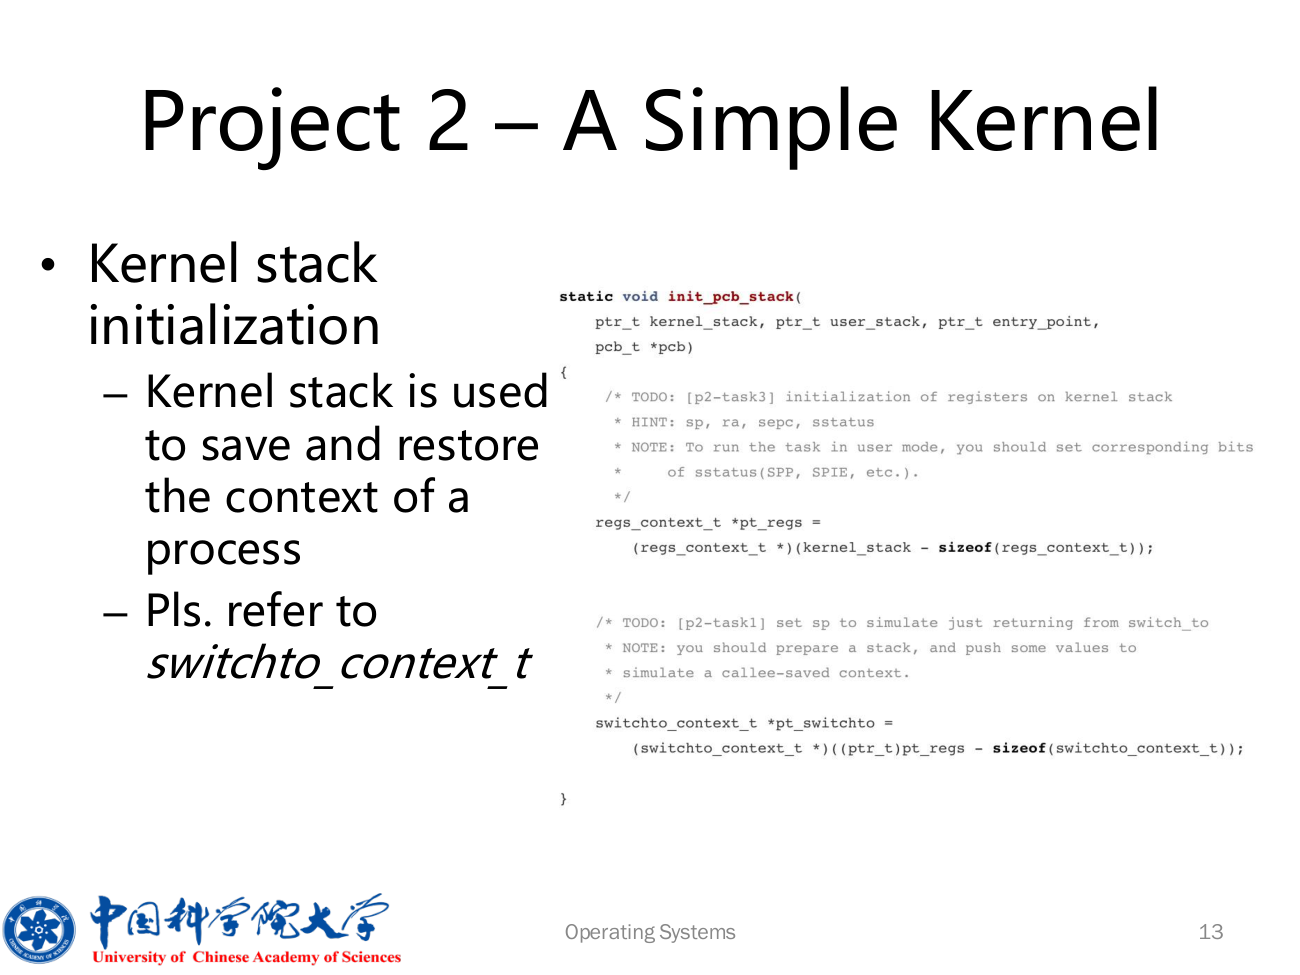 Project 2 – A Simple Kernel
• Kernel stack
initialization
– Kernel stack is used
to save and restore
the context of a
process
– Pls. refer to
switchto_context_t
static void init_pcb_stack(
ptr_t kernel_stack, ptr_t user_stack, ptr_t entry_point,
pcb_t *pcb)
{
/* TODO: [p2-task3] initialization of registers on kernel stack
* HINT: sp, ra, sepc, sstatus
* NOTE: To run the task in user mode, you should set corresponding bits
*     of sstatus(SPP, SPIE, etc.).
*/
regs_context_t *pt_regs =
(regs_context_t *)(kernel_stack - sizeof(regs_context_t));
/* TODO: [p2-task1] set sp to simulate just returning from switch_to
* NOTE: you should prepare a stack, and push some values to
* simulate a callee-saved context.
*/
switchto_context_t *pt_switchto =
(switchto_context_t *)((ptr_t)pt_regs - sizeof(switchto_context_t));
}
中国科学院大学
University of Chinese Academy of Sciences
Operating Systems
13